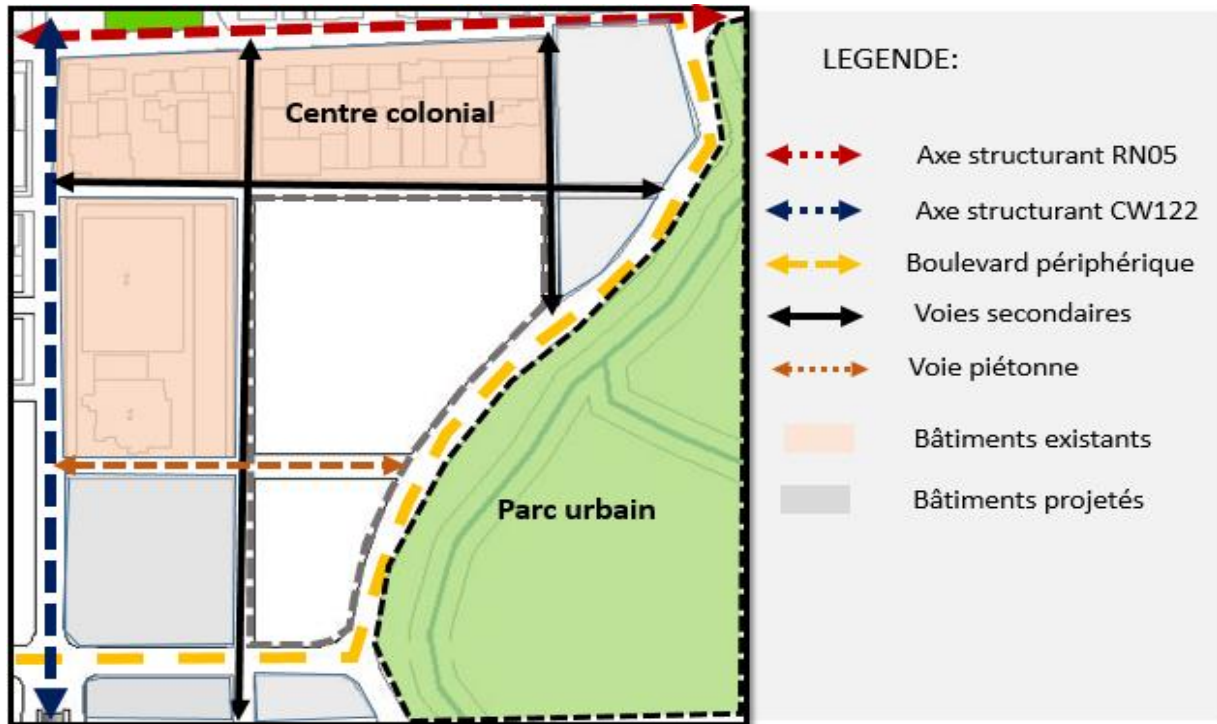 Centre colonial
Parc urbain
LEGENDE:
Axe structurant RN05
Axe structurant CW122
Boulevard périphérique
Voies secondaires
Voie piétonne
Bâtiments existants
Bâtiments projetés